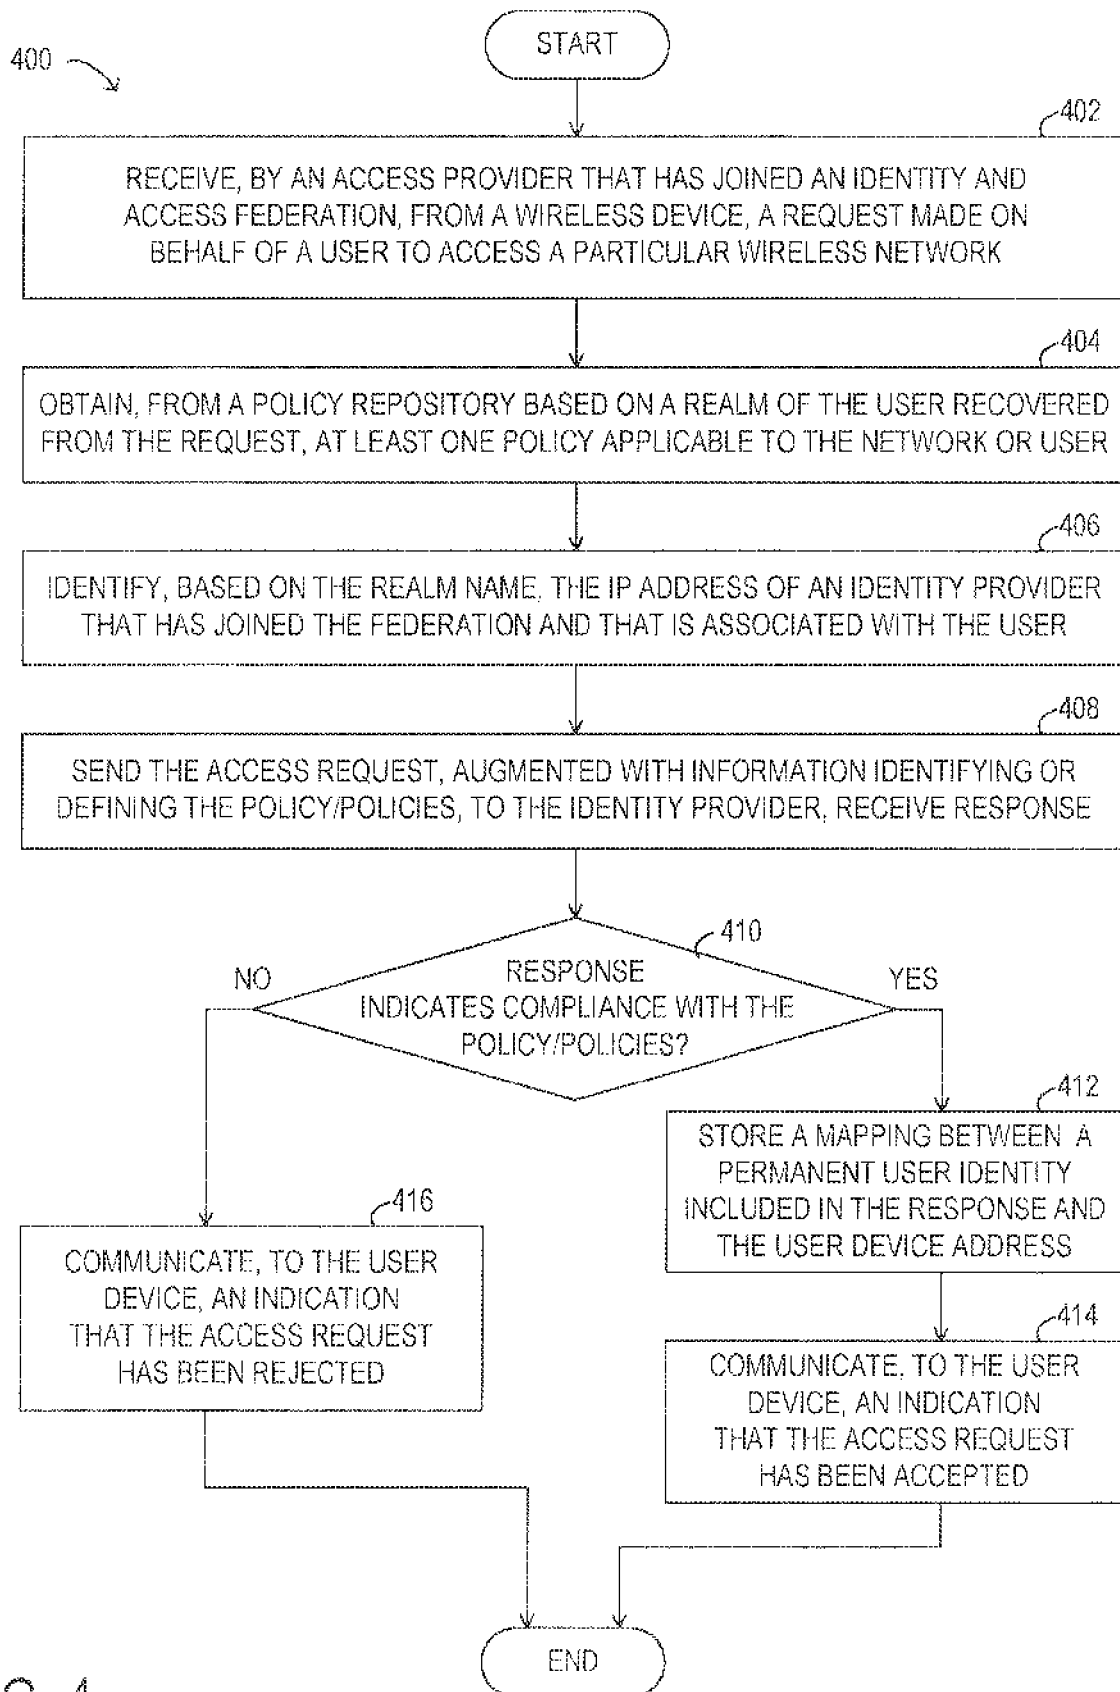 START
400
402
RECEIVE, BY AN ACCESS PROVIDER THAT HAS JOINED AN IDENTITY AND
ACCESS FEDERATION, FROM A WIRELESS DEVICE, A REQUEST MADE ON
BEHALF OF A USER TO ACCESS A PARTICULAR WIRELESS NETWORK
404
OBTAIN, FROM A POLICY REPOSITORY BASED ON A REALM OF THE USER RECOVERED
FROM THE REQUEST, AT LEAST ONE POLICY APPLICABLE TO THE NETWORK OR USER
406
IDENTIFY, BASED ON THE REALM NAME, THE IP ADDRESS OF AN IDENTITY PROVIDER
THAT HAS JOINED THE FEDERATION AND THAT IS ASSOCIATED WITH THE USER
408
SEND THE ACCESS REQUEST, AUGMENTED WITH INFORMATION IDENTIFYING OR
DEFINING THE POLICY/POLICIES, TO THE IDENTITY PROVIDER, RECEIVE RESPONSE
410
NO
RESPONSE
INDICATES COMPLIANCE WITH THE
POLICY/POLICIES?
YES
412
STORE A MAPPING BETWEEN A
PERMANENT USER IDENTITY
INCLUDED IN THE RESPONSE AND
THE USER DEVICE ADDRESS
416
COMMUNICATE, TO THE USER
DEVICE, AN INDICATION
THAT THE ACCESS REQUEST
HAS BEEN REJECTED
414
COMMUNICATE, TO THE USER
DEVICE, AN INDICATION
THAT THE ACCESS REQUEST
HAS BEEN ACCEPTED
END